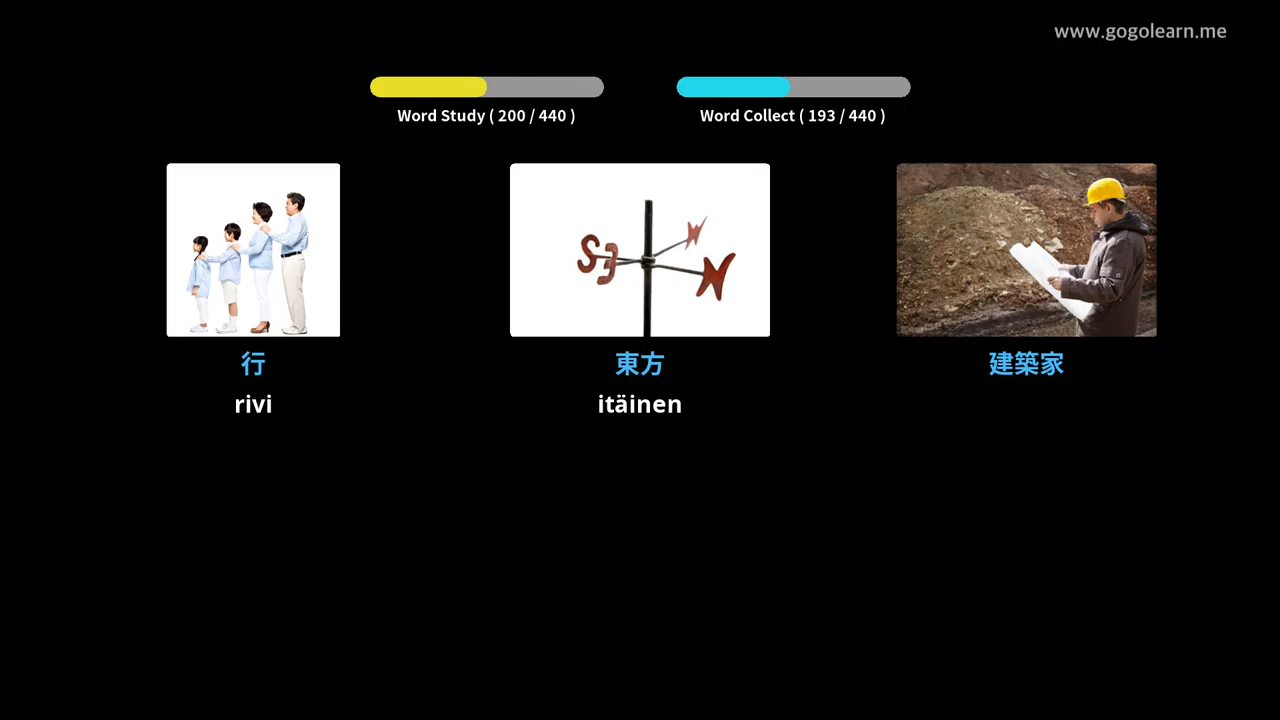 www.gogolearn.me
Word Study ( 200 / 440 )
Word Collect ( 193 / 440 )
S E N W
行
東方
建築家
rivi
itäinen